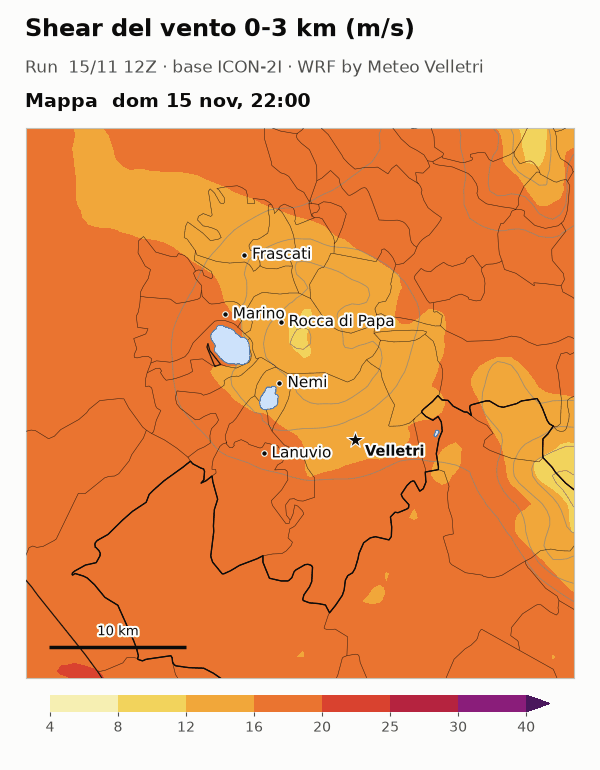 Shear del vento 0-3 km (m/s)
Run  15/11 12Z · base ICON-2I · WRF by Meteo Velletri
Mappa  dom 15 nov, 22:00
Frascati
Marino
Rocca di Papa
Nemi
Velletri
Lanuvio
10 km
4 8 12 16 20 25 30 40